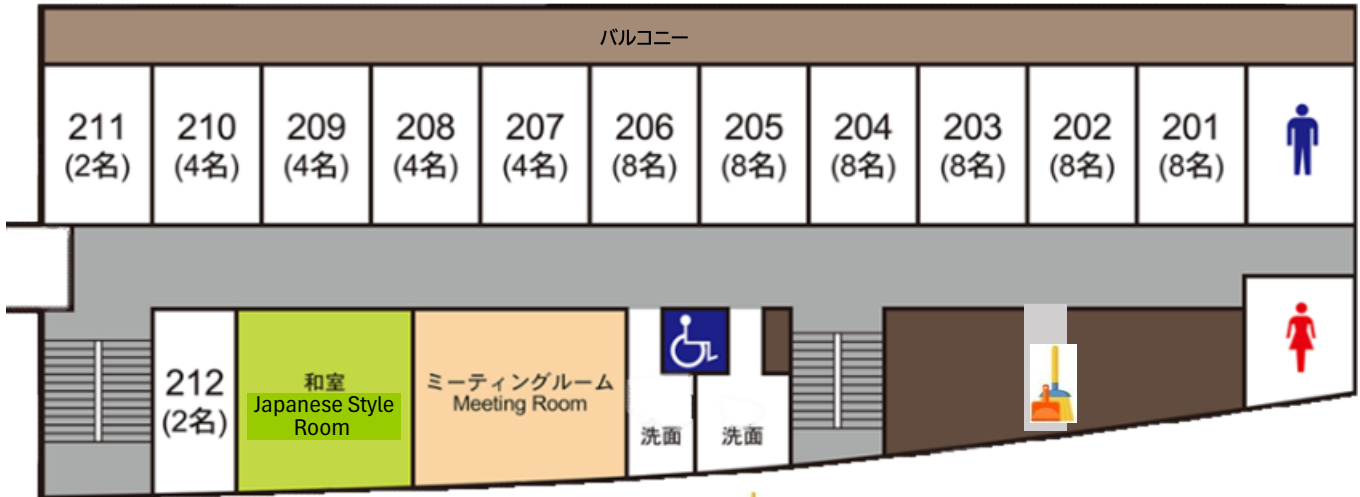 バルコニー
211
(2名)
210
(4名)
209
(4名)
208
(4名)
207
(4名)
206
(8名)
205
(8名)
204
(8名)
203
(8名)
202
(8名)
201
(8名)
212
(2名)
和室
Japanese Style
Room
ミーティングルーム
Meeting Room
洗面
洗面